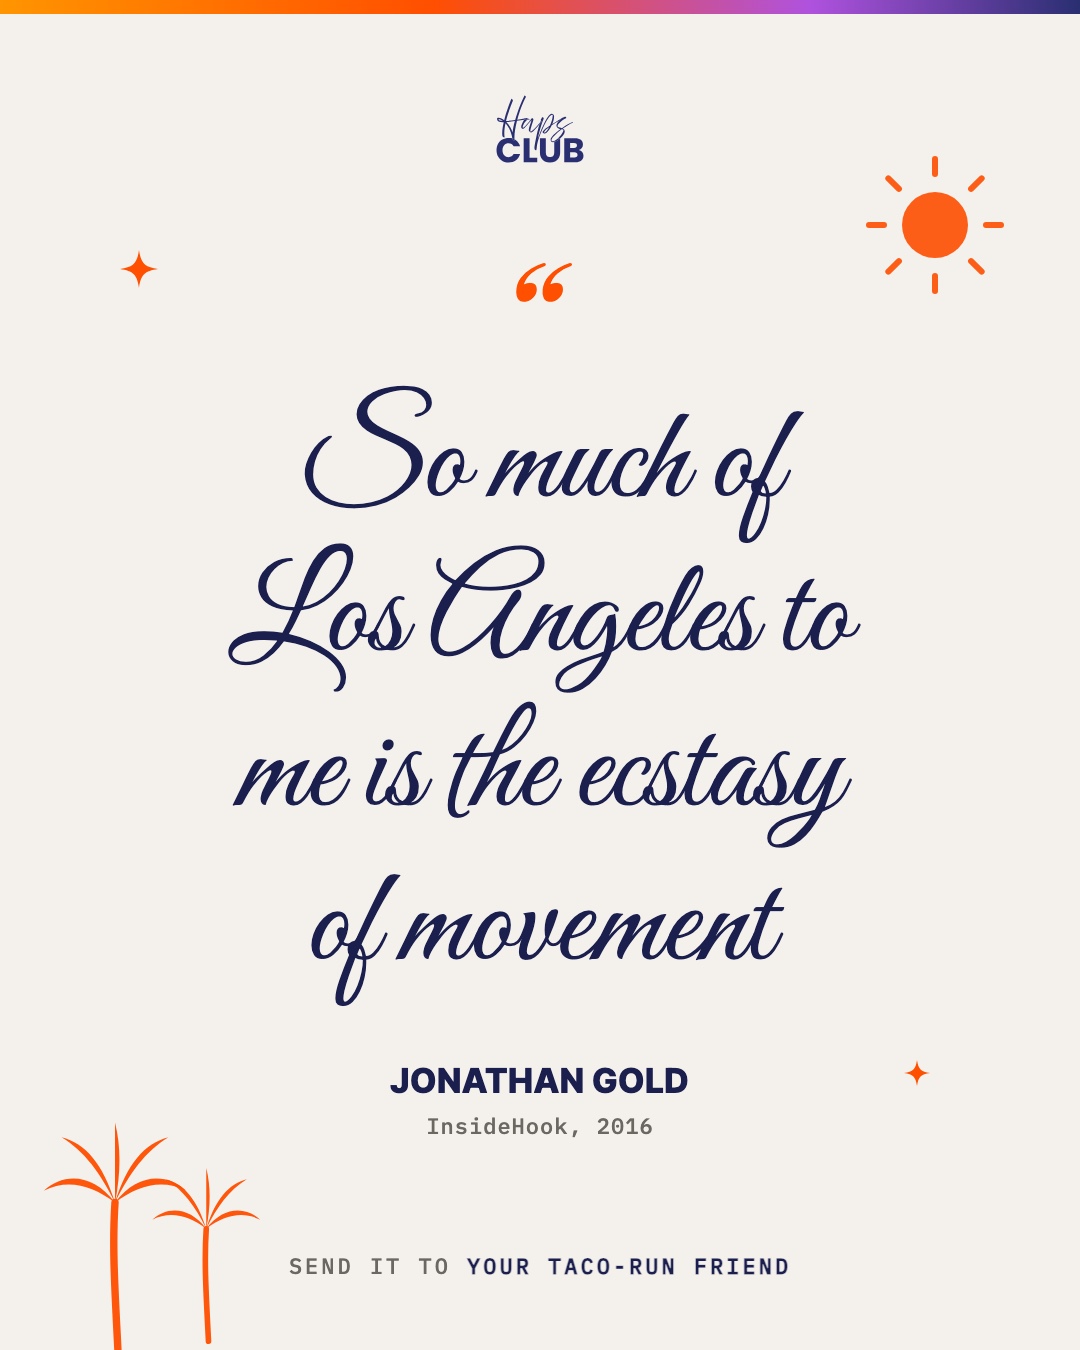 Haps
CLUB
“
So much of
Los Angeles to
me is the ecstasy
of movement
JONATHAN GOLD
InsideHook, 2016
SEND IT TO YOUR TACO-RUN FRIEND